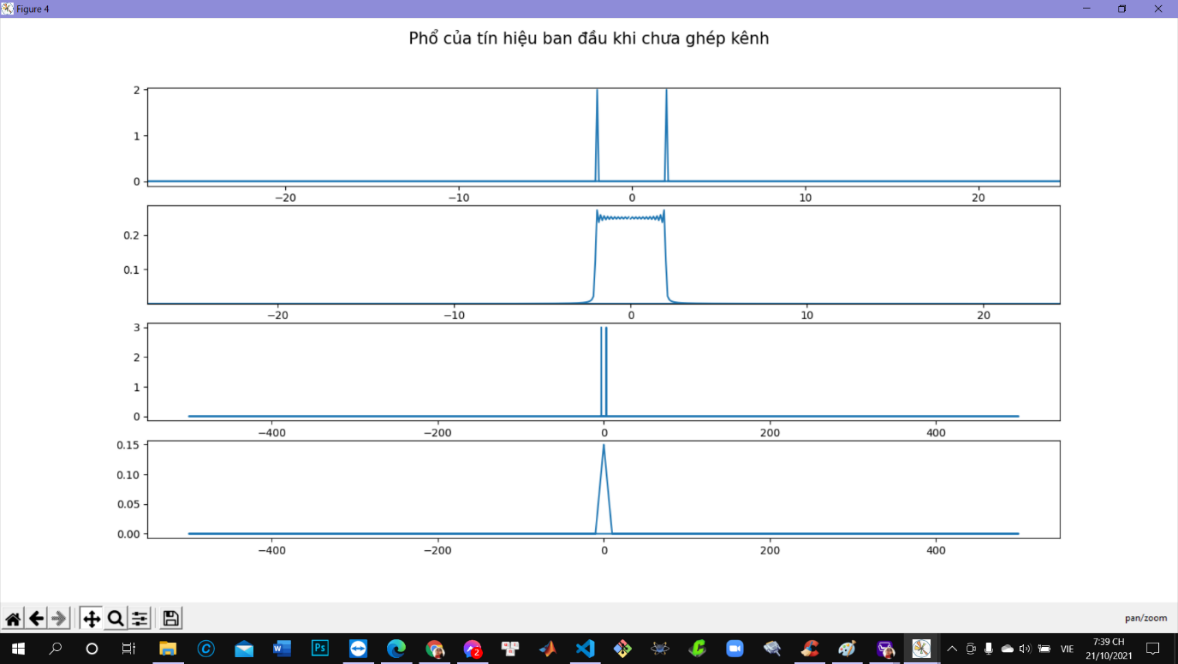 Figure 4
Phổ của tín hiệu ban đầu khi chưa ghép kênh
2
1
0
−20 −10 0 10 20
0.2
0.1
−20 −10 0 10 20
3
2
1
0
−400 −200 0 200 400
0.15
0.10
0.05
0.00
−400 −200 0 200 400
pan/zoom
W
Ps
2
VIE
7:39 CH
21/10/2021